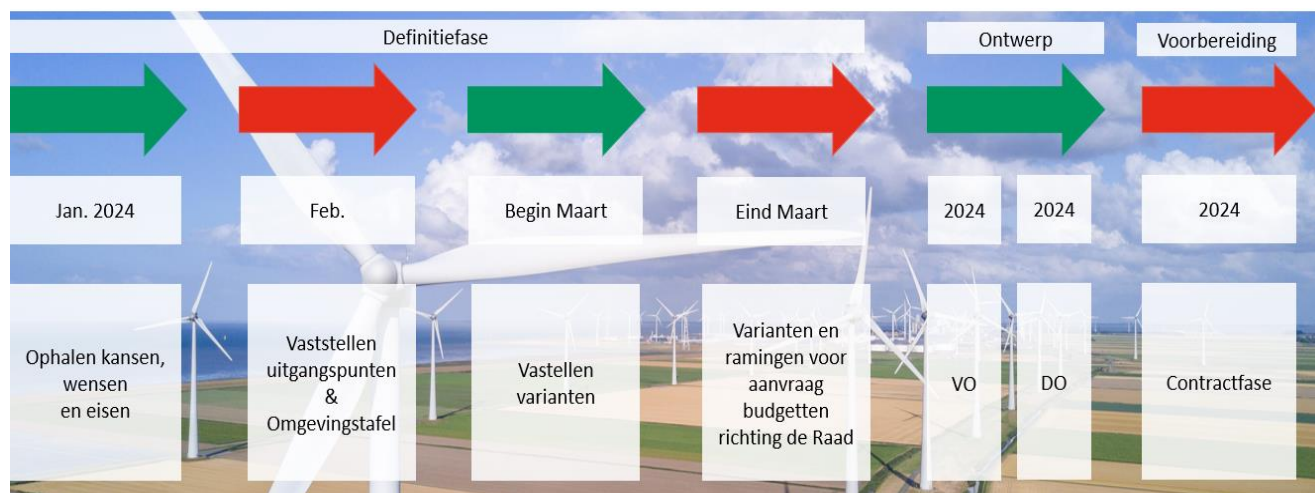 Definitiefase
Ontwerp
Voorbereiding
Jan. 2024
Feb.
Begin Maart
Eind Maart
2024
2024
2024
Ophalen kansen,
wensen
en eisen
Vaststellen
uitgangspunten
&
Omgevingstafel
Vastellen
varianten
Varianten en
ramingen voor
aanvraag
budgetten
richting de Raad
VO
DO
Contractfase